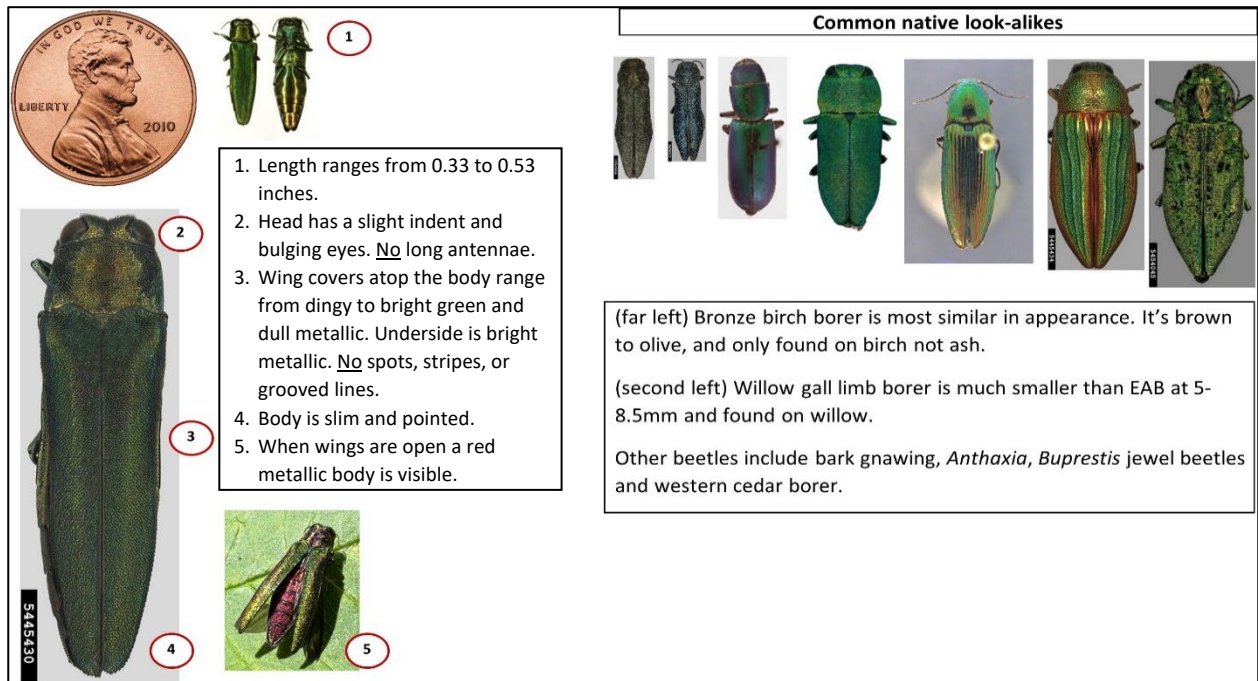 IN GOD WE TRUST
LIBERTY
2010
1
1. Length ranges from 0.33 to 0.53
inches.
2. Head has a slight indent and
bulging eyes. No long antennae.
3. Wing covers atop the body range
from dingy to bright green and
dull metallic. Underside is bright
metallic. No spots, stripes, or
grooved lines.
4. Body is slim and pointed.
5. When wings are open a red
metallic body is visible.
2
3
4
5445430
5
Common native look-alikes
5445434
5454045
(far left) Bronze birch borer is most similar in appearance. It’s brown
to olive, and only found on birch not ash.
(second left) Willow gall limb borer is much smaller than EAB at 5-
8.5mm and found on willow.
Other beetles include bark gnawing, Anthaxia, Buprestis jewel beetles
and western cedar borer.